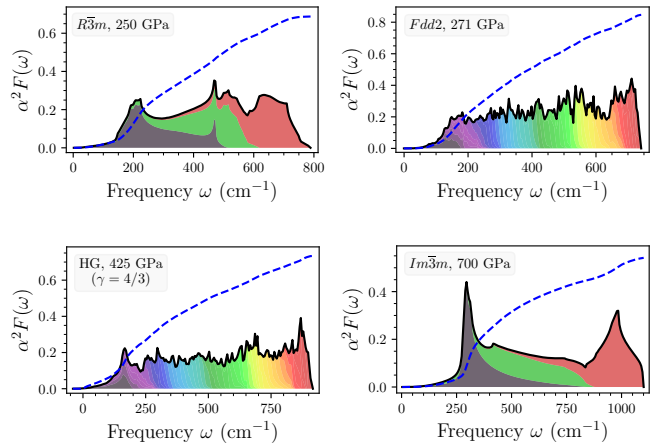 R3̅m, 250 GPa
α²F(ω)
0.6
0.4
0.2
0.0
0
200
400
600
800
Frequency ω (cm⁻¹)
Fdd2, 271 GPa
α²F(ω)
0.8
0.6
0.4
0.2
0.0
0
200
400
600
Frequency ω (cm⁻¹)
HG, 425 GPa
(γ = 4/3)
α²F(ω)
0.6
0.4
0.2
0.0
0
250
500
750
Frequency ω (cm⁻¹)
Im3̅m, 700 GPa
α²F(ω)
0.4
0.2
0.0
0
250
500
750
1000
Frequency ω (cm⁻¹)